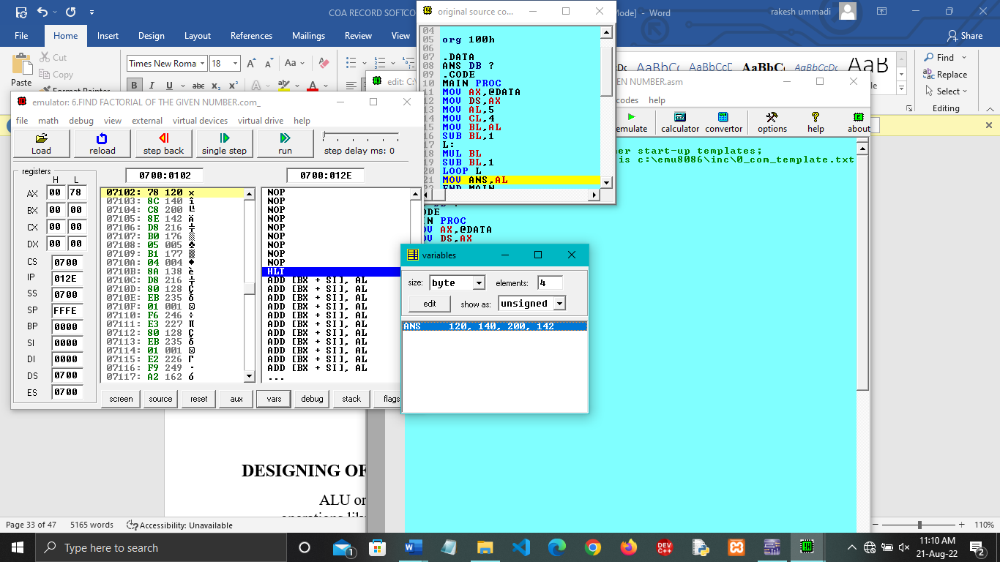 COA RECORD SOFTCO
Mode] - Word
rakesh ummadi
File Home Insert Design Layout References Mailings Review View
Share
Cut
Copy
Paste
Times New Roma 18
B I U abc x₂ x²
Find
Replace
Select
Editing
original source co...
04
05 org 100h
06
07 .DATA
08 ANS DB ?
09 .CODE
10 MAIN PROC
11 MOV AX,@DATA
12 MOV DS,AX
13 MOV AL,5
14 MOV CL,4
15 MOV BL,AL
16 SUB BL,1
17 L:
18 MUL BL
19 SUB BL,1
20 LOOP L
21 MOV ANS,AL
22 END MAIN
edit: C:
EN NUMBER.asm
codes help
emulate calculator convertor options help about
her start-up templates;
is c:\emu8086\inc\0_com_template.txt
ODE
IN PROC
OV AX,@DATA
OV DS,AX
emulator: 6.FIND FACTORIAL OF THE GIVEN NUMBER.com_
file math debug view external virtual devices virtual drive help
Load reload step back single step run step delay ms: 0
registers
H L
AX 00 78
BX 00 00
CX 00 00
DX 00 00
CS 0700
IP 012E
SS 0700
SP FFFE
BP 0000
SI 0000
DI 0000
DS 0700
ES 0700
0700:0102
0700:012E
07102: 78 120 x
07103: 8C 140 î
07104: C8 200 ╚
07105: 8E 142 Ä
07106: D8 216 ╪
07107: B0 176 ░
07108: 05 005 ♣
07109: B1 177 ▒
0710A: 04 004 ♦
0710B: 8A 138 è
0710C: D8 216 ╪
0710D: 80 128 Ç
0710E: EB 235 δ
0710F: 01 001 ☺
07110: F6 246 ÷
07111: E3 227 π
07112: 80 128 Ç
07113: EB 235 δ
07114: 01 001 ☺
07115: E2 226 Γ
07116: F9 249 ·
07117: A2 162 ó
NOP
NOP
NOP
NOP
NOP
NOP
NOP
NOP
NOP
HLT
ADD [BX + SI], AL
ADD [BX + SI], AL
ADD [BX + SI], AL
ADD [BX + SI], AL
ADD [BX + SI], AL
ADD [BX + SI], AL
ADD [BX + SI], AL
ADD [BX + SI], AL
ADD [BX + SI], AL
ADD [BX + SI], AL
ADD [BX + SI], AL
...
screen source reset aux vars debug stack flags
variables
size: byte elements: 4
edit show as: unsigned
ANS 120, 140, 200, 142
DESIGNING OF
ALU or
operations lik
Page 33 of 47 5165 words Accessibility: Unavailable
110%
Type here to search
11:10 AM
21-Aug-22